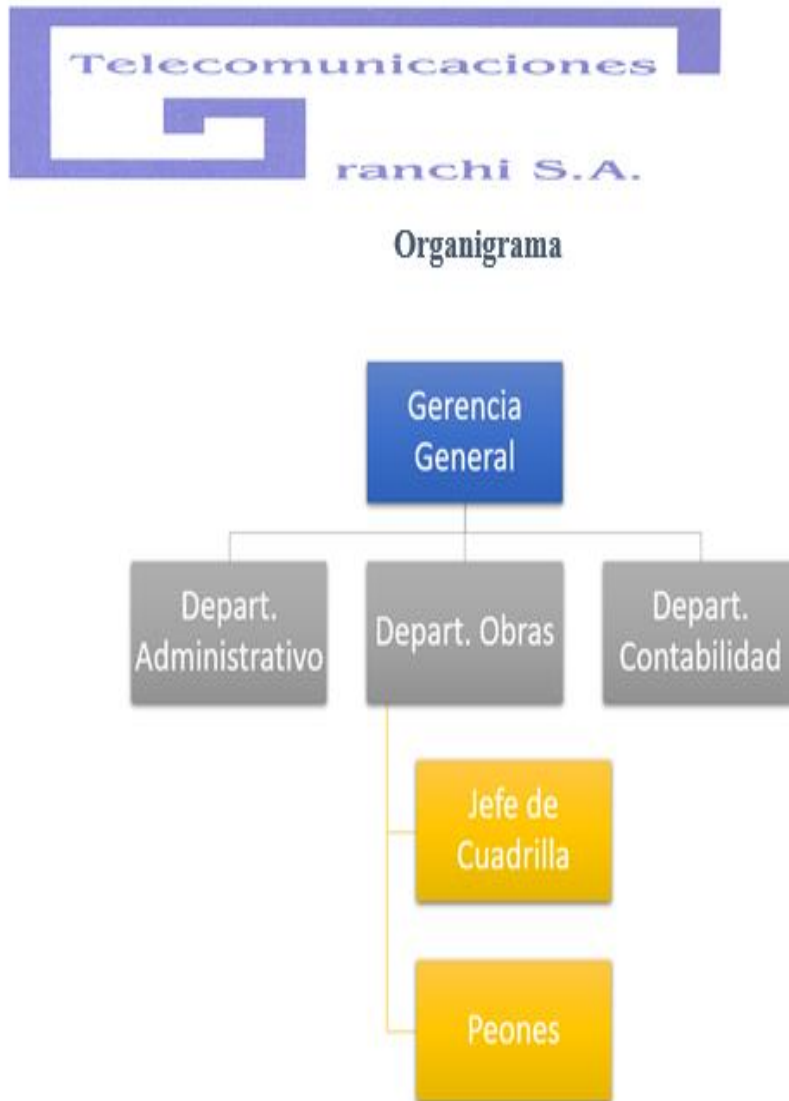 Telecomunicaciones
ranchi S.A.
Organigrama
Gerencia
General
Depart.
Administrativo
Depart. Obras
Depart.
Contabilidad
Jefe de
Cuadrilla
Peones